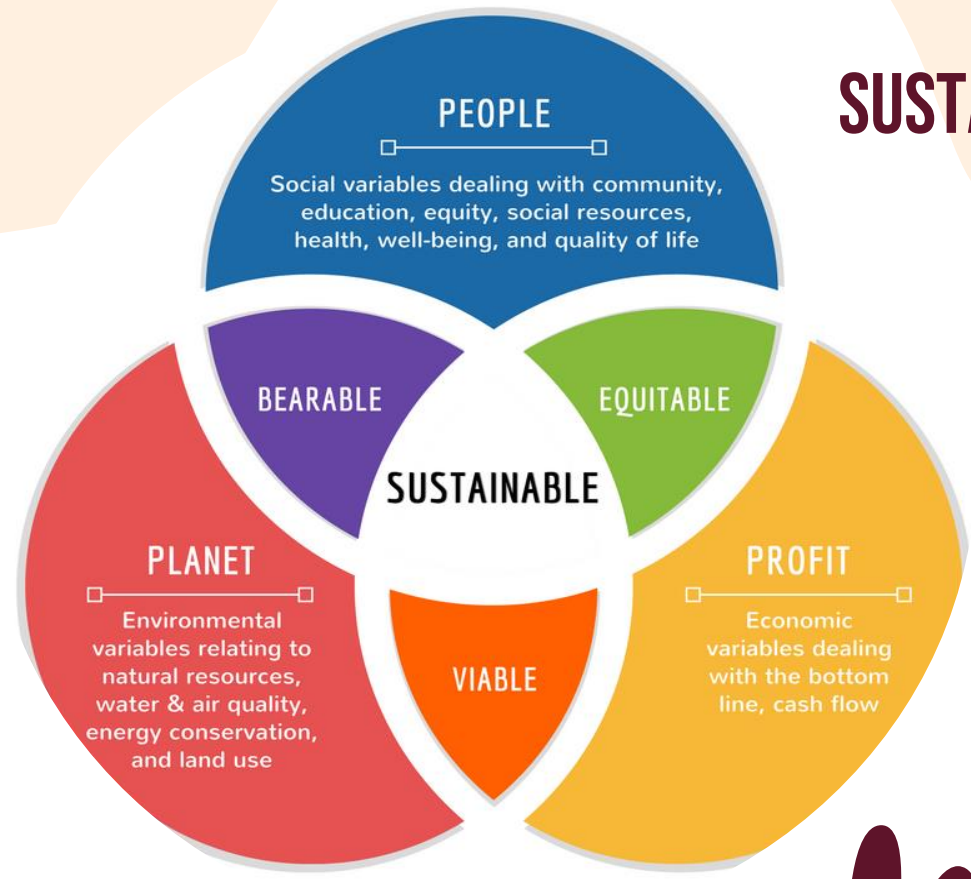 PEOPLE
Social variables dealing with community,
education, equity, social resources,
health, well-being, and quality of life
BEARABLE
EQUITABLE
SUSTAINABLE
PLANET
Environmental
variables relating to
natural resources,
water & air quality,
energy conservation,
and land use
VIABLE
PROFIT
Economic
variables dealing
with the bottom
line, cash flow